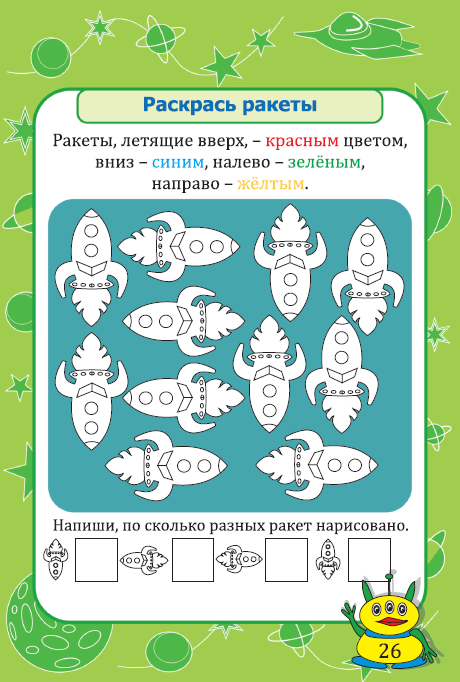 Раскрась ракеты
Ракеты, летящие вверх, – красным цветом,
вниз – синим, налево – зелёным,
направо – жёлтым.
Напиши, по сколько разных ракет нарисовано.
26